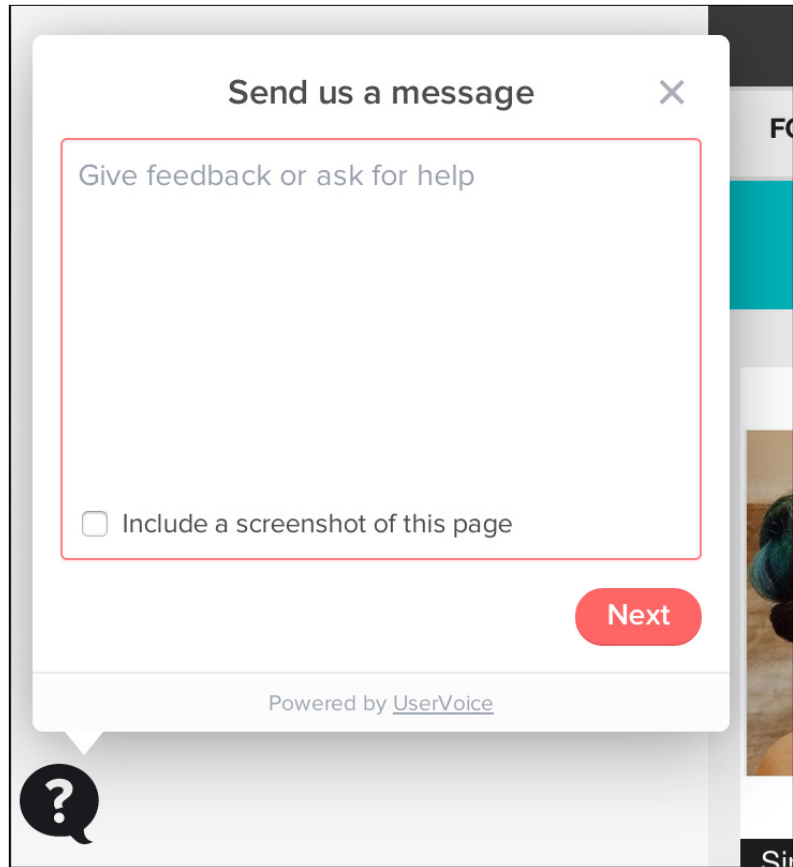 Send us a message
Give feedback or ask for help
Include a screenshot of this page
Next
Powered by UserVoice
?